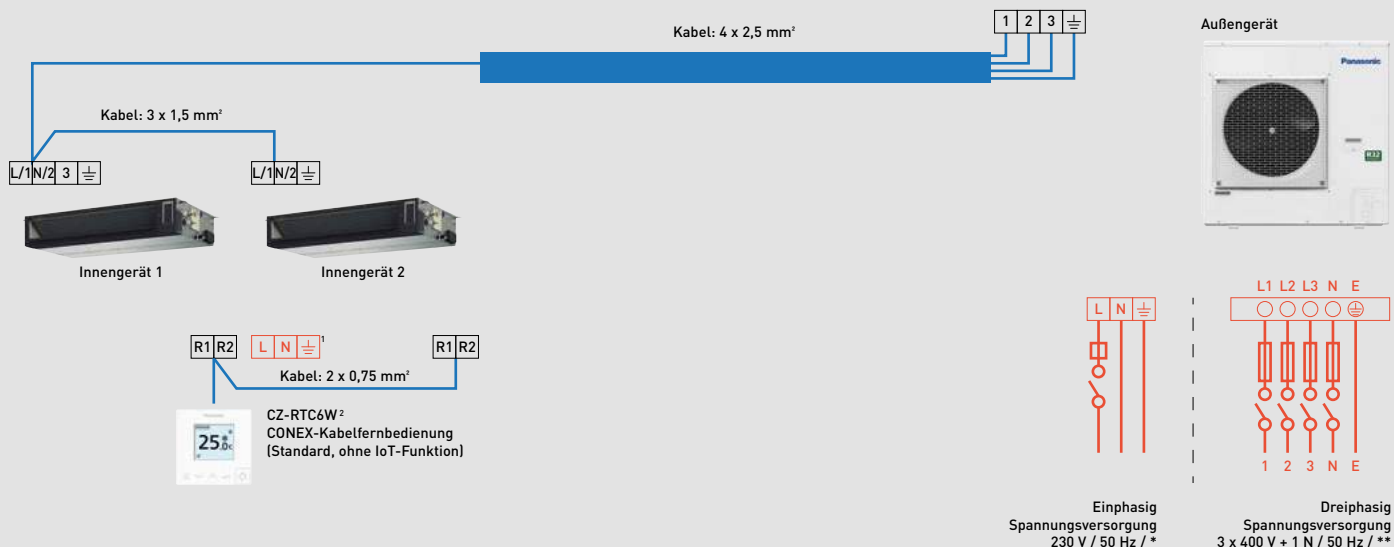 Kabel: 4 x 2,5 mm²
1 2 3
Außengerät
Panasonic
R32
Kabel: 3 x 1,5 mm²
L/1 N/2 3
L/1 N/2
Innengerät 1
Innengerät 2
L N
L1 L2 L3 N E
R1 R2
L N ¹
R1 R2
Kabel: 2 x 0,75 mm²
CZ-RTC6W²
CONEX-Kabelfernbedienung
(Standard, ohne IoT-Funktion)
25.0
1 2 3 N E
Einphasig
Spannungsversorgung
230 V / 50 Hz / *
Dreiphasig
Spannungsversorgung
3 x 400 V + 1 N / 50 Hz / **